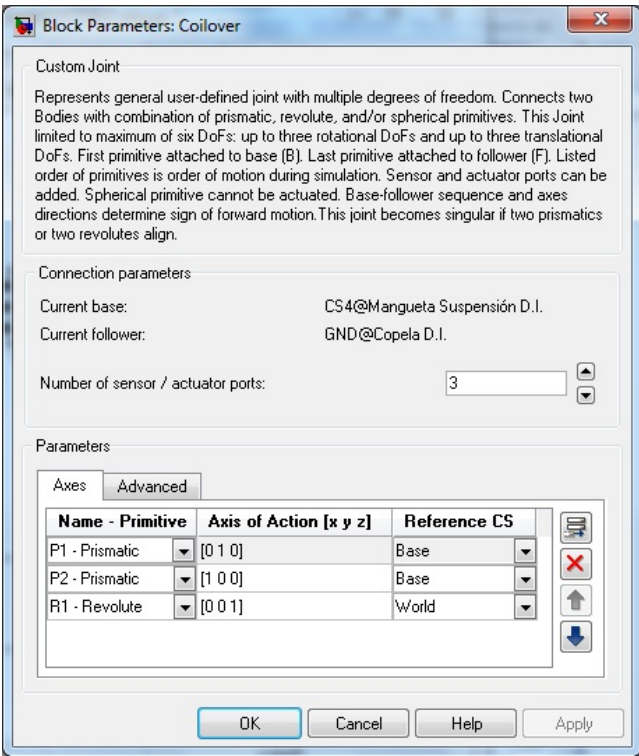 Block Parameters: Coilover
Custom Joint
Represents general user-defined joint with multiple degrees of freedom. Connects two
Bodies with combination of prismatic, revolute, and/or spherical primitives. This Joint
limited to maximum of six DoFs: up to three rotational DoFs and up to three translational
DoFs. First primitive attached to base (B). Last primitive attached to follower (F). Listed
order of primitives is order of motion during simulation. Sensor and actuator ports can be
added. Spherical primitive cannot be actuated. Base-follower sequence and axes
directions determine sign of forward motion.This joint becomes singular if two prismatics
or two revolutes align.
Connection parameters
Current base: CS4@Mangueta Suspensión D.I.
Current follower: GND@Copela D.I.
Number of sensor / actuator ports: 3
Parameters
Axes Advanced
Name - Primitive Axis of Action [x y z] Reference CS
P1 - Prismatic [0 1 0] Base
P2 - Prismatic [1 0 0] Base
R1 - Revolute [0 0 1] World
OK Cancel Help Apply